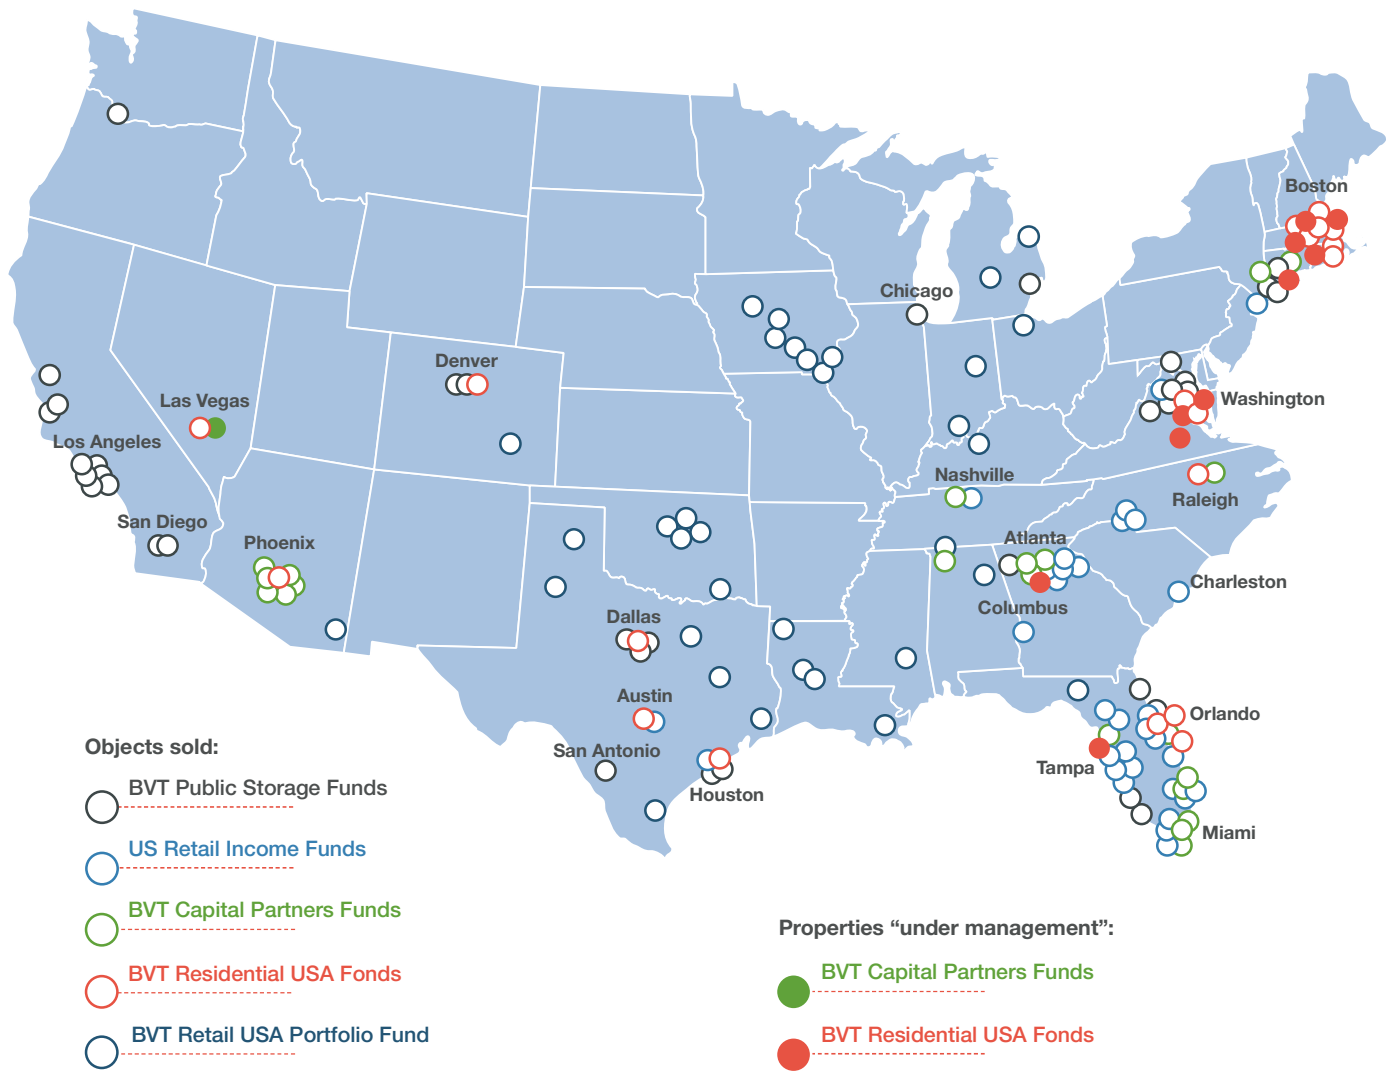 Boston
Chicago
Denver
Las Vegas
Washington
Los Angeles
Nashville
Raleigh
San Diego
Phoenix
Atlanta
Charleston
Columbus
Dallas
Austin
Orlando
San Antonio
Tampa
Houston
Miami
Objects sold:
BVT Public Storage Funds
US Retail Income Funds
BVT Capital Partners Funds
BVT Residential USA Fonds
BVT Retail USA Portfolio Fund
Properties “under management”:
BVT Capital Partners Funds
BVT Residential USA Fonds